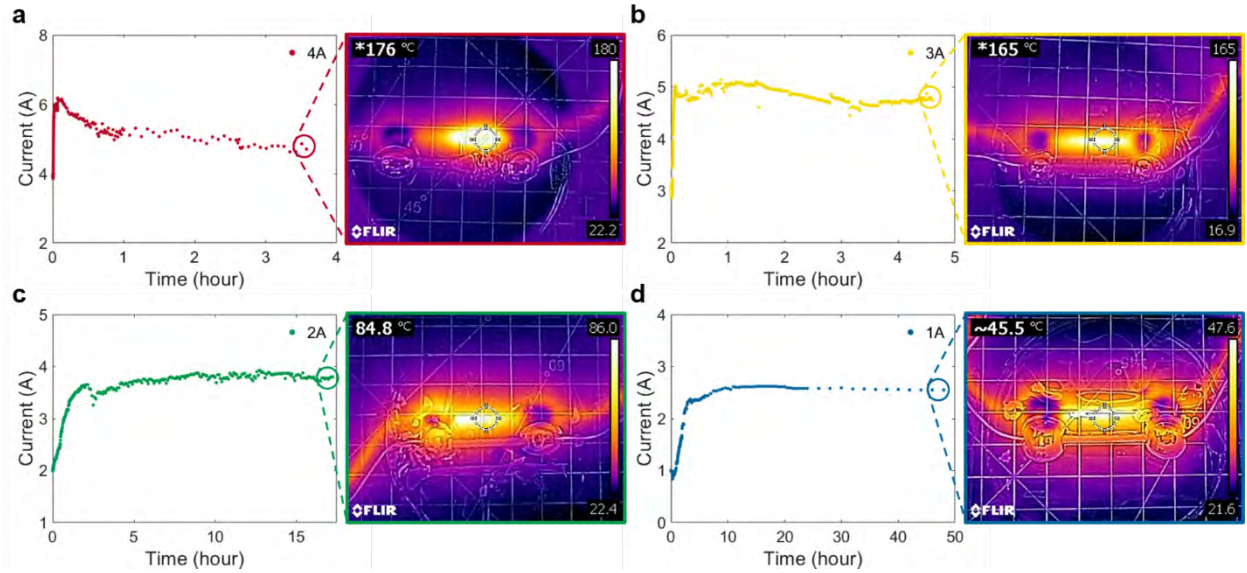 a
8
6
4
2
Current (A)
0
1
2
3
4
Time (hour)
4A
*176 °C
180
22.2
45°
FLIR
b
6
5
4
3
2
Current (A)
0
1
2
3
4
5
Time (hour)
3A
*165 °C
165
16.9
FLIR
c
5
4
3
2
1
Current (A)
0
5
10
15
Time (hour)
2A
84.8 °C
86.0
22.4
FLIR
d
4
3
2
1
0
Current (A)
0
10
20
30
40
50
Time (hour)
1A
~45.5 °C
47.6
21.6
FLIR